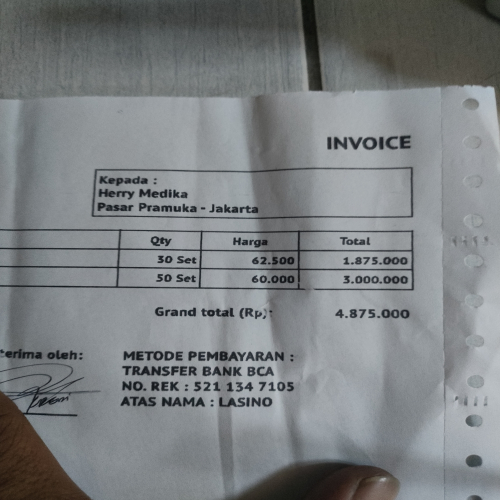 INVOICE
Kepada :
Herry Medika
Pasar Pramuka - Jakarta
Qty Harga Total
30 Set 62.500 1.875.000
50 Set 60.000 3.000.000
Grand total (Rp): 4.875.000
terima oleh:
METODE PEMBAYARAN :
TRANSFER BANK BCA
NO. REK : 521 134 7105
ATAS NAMA : LASINO